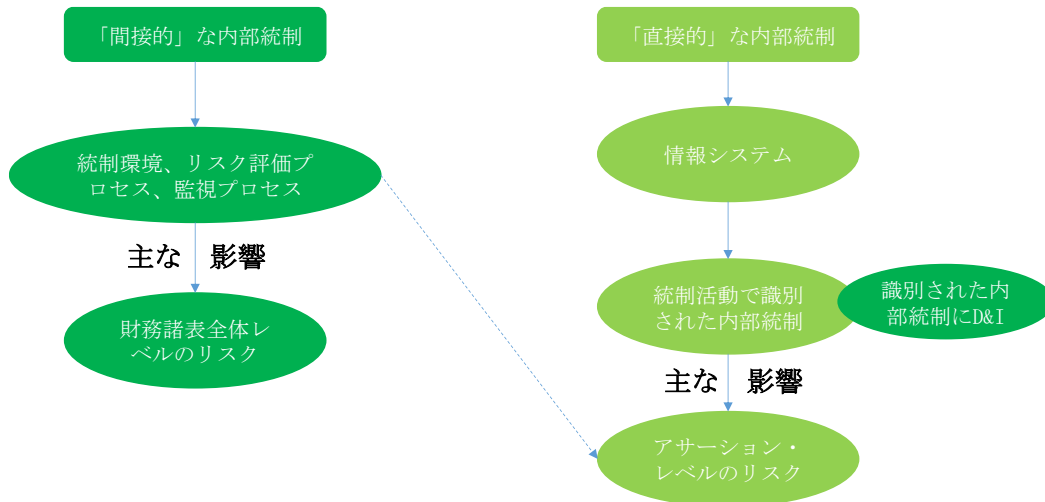 「間接的」な内部統制
統制環境、リスク評価プ
ロセス、監視プロセス
主な 影響
財務諸表全体レ
ベルのリスク
「直接的」な内部統制
情報システム
統制活動で識別
された内部統制
識別された内
部統制にD&I
主な 影響
アサーション・
レベルのリスク